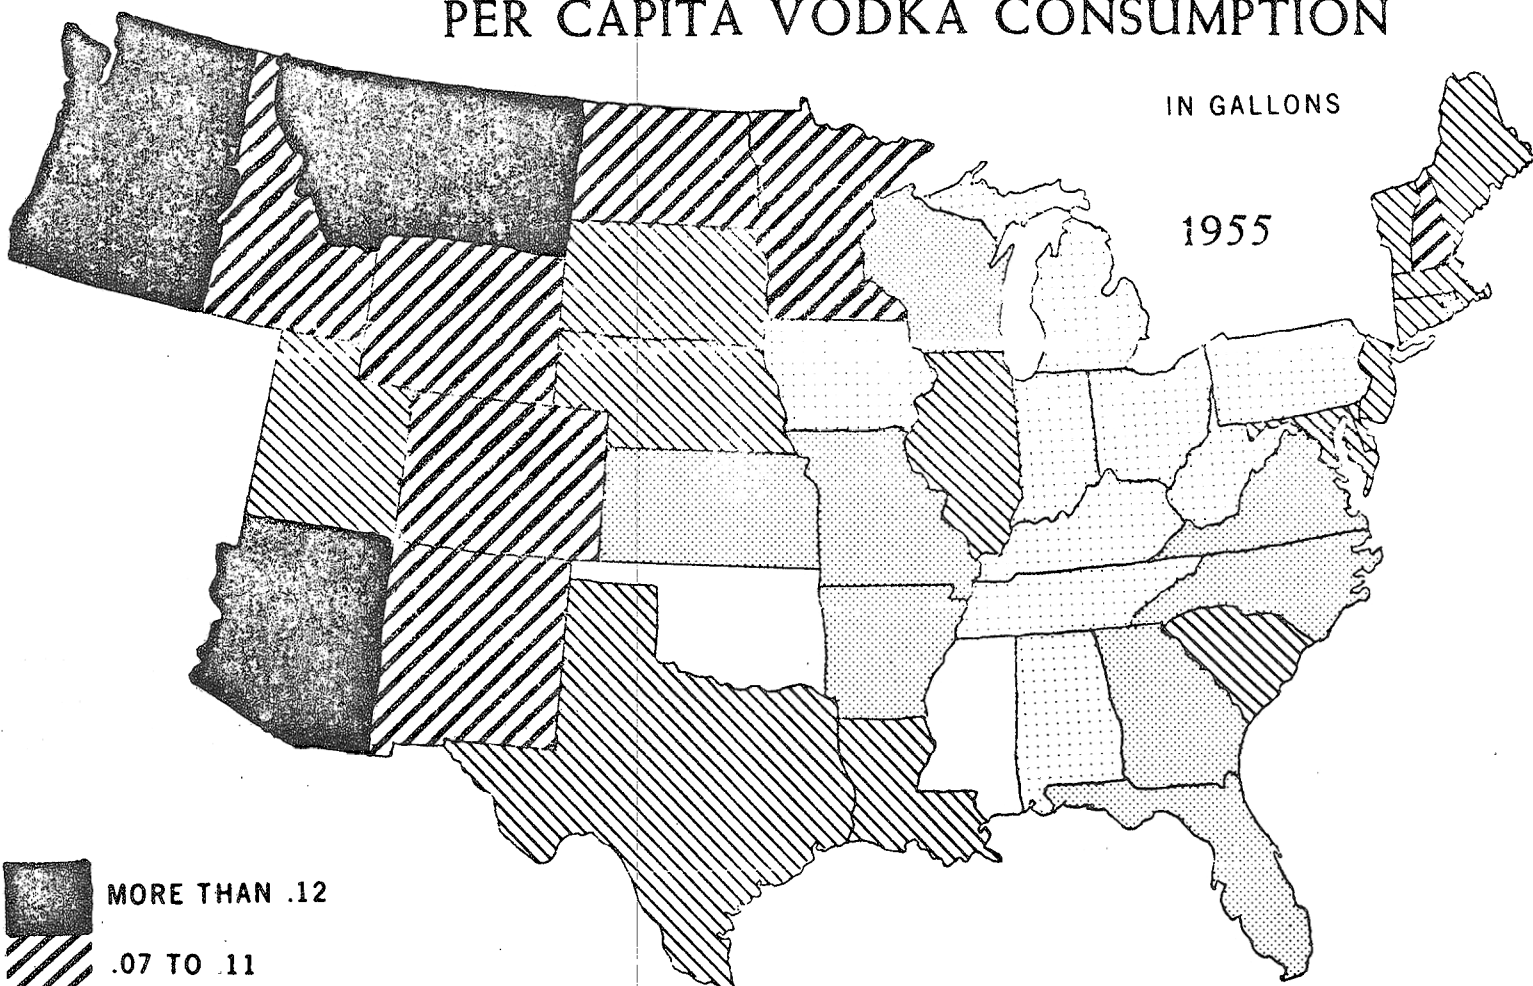 PER CAPITA VODKA CONSUMPTION
IN GALLONS
1955
MORE THAN .12
.07 TO .11